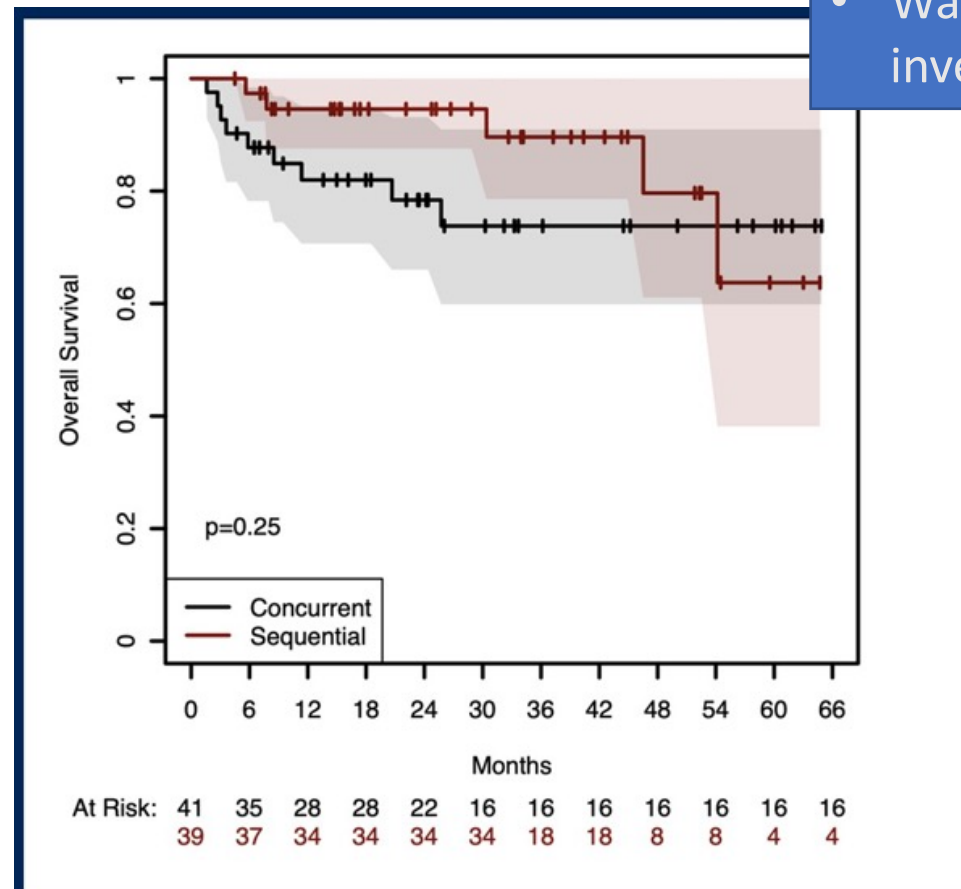 1
0.8
0.6
0.4
0.2
0
Overall Survival
p=0.25
Concurrent
Sequential
0 6 12 18 24 30 36 42 48 54 60 66
Months
At Risk: 41 35 28 28 22 16 16 16 16 16 16 16
39 37 34 34 34 34 18 18 8 8 4 4